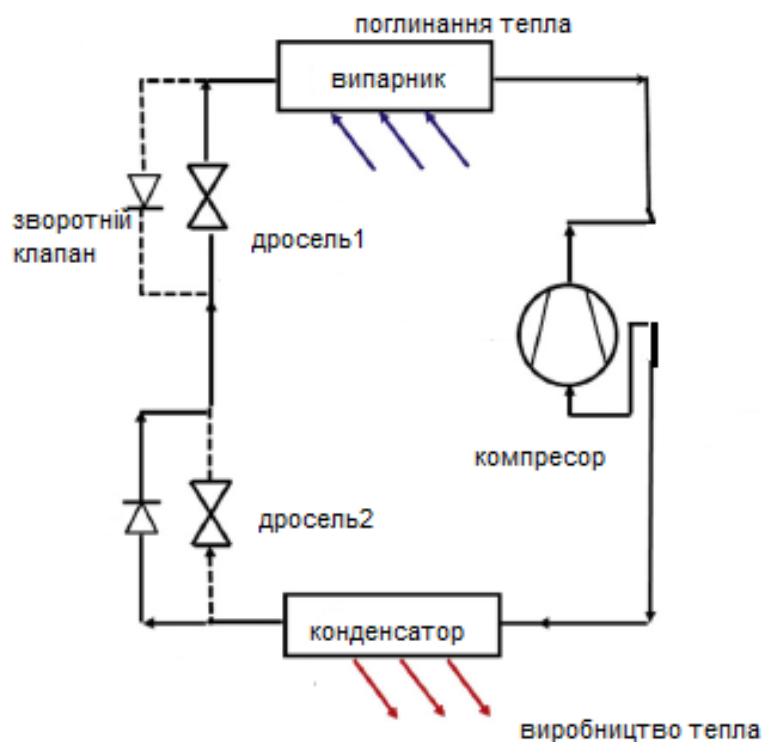 поглинання тепла
випарник
зворотній
клапан
дросель1
компресор
дросель2
конденсатор
виробництво тепла